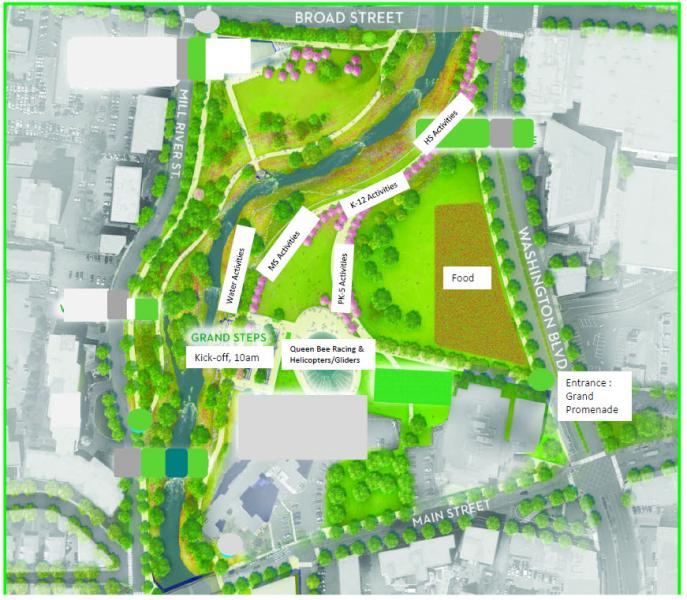 BROAD STREET
MILL RIVER ST.
HS Activities
K-12 Activities
MS Activities
Water Activities
PK-5 Activities
Food
WASHINGTON BLVD
GRAND STEPS
Kick-off, 10am
Queen Bee Racing &
Helicopters/Gliders
Entrance :
Grand
Promenade
MAIN STREET